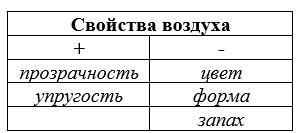 Свойства воздуха
+ -
прозрачность цвет
упругость форма
запах